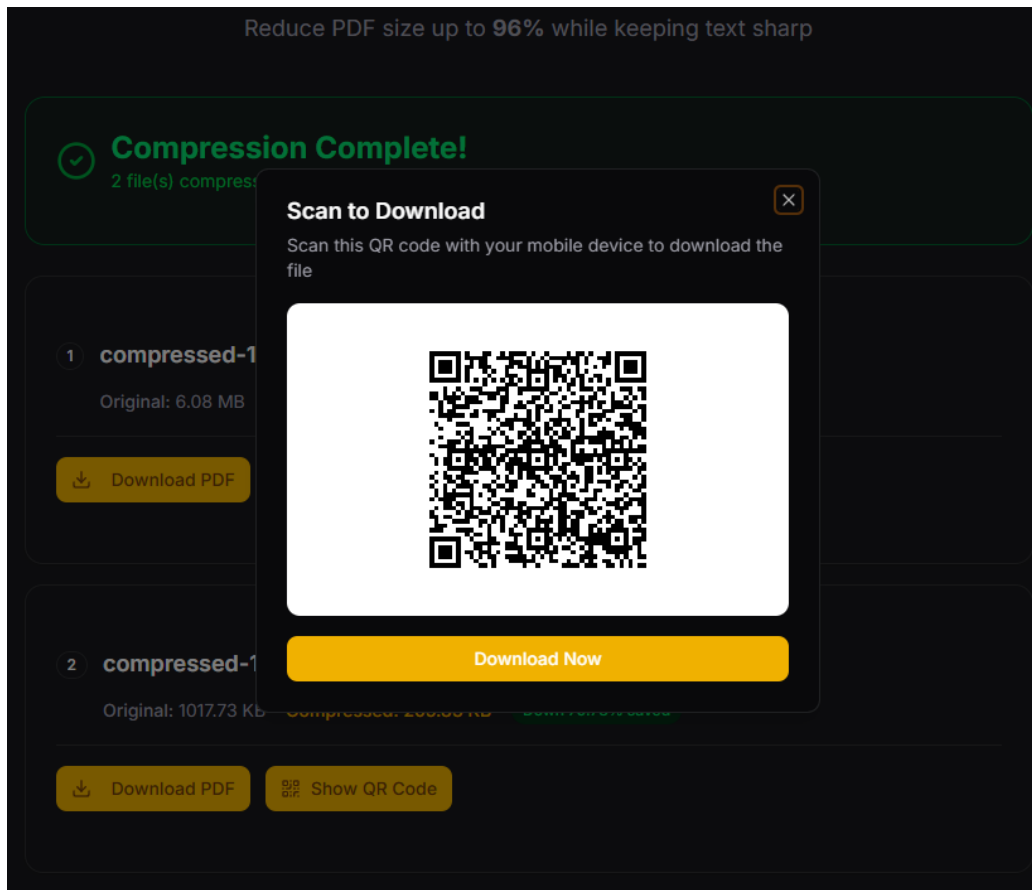 Reduce PDF size up to 96% while keeping text sharp
Compression Complete!
2 file(s) compress
Scan to Download
Scan this QR code with your mobile device to download the
file
1 compressed-1
Original: 6.08 MB
Download PDF
Download Now
2 compressed-1
Original: 1017.73 KB
Download PDF Show QR Code